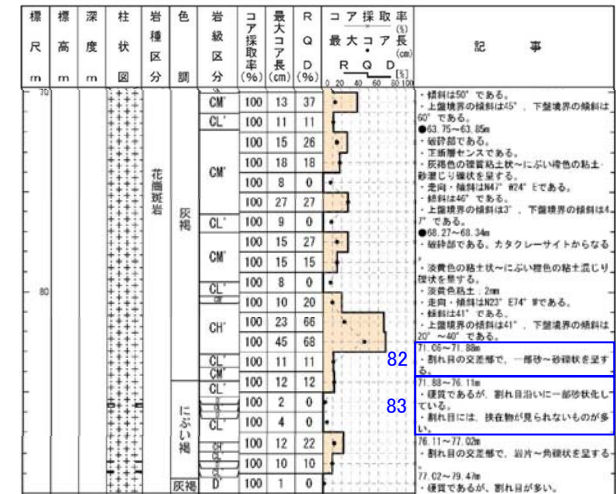 標尺 m
標高 m
深度 m
柱状図
岩種区分
色調
岩級区分
コア採取率 (%)
最大コア長 (cm)
RQD (%)
コア採取率 (%)
最大コア長 (cm)
RQD [%]
0 20 40 60 80 100
記事
70
80
花崗斑岩
灰褐
にぶい褐
灰褐
CM' 100 13 37
CL' 100 11 11
100 15 26
100 18 18
CM' 100 8 0
100 27 27
CL' 100 9 0
100 15 27
CM' 100 15 15
CL' 100 8 0
100 10 20
CH' 100 23 66
100 45 68
CL' 100 11 11
CM'
CL' 100 12 12
100 2 0
CL' 100 4 0
CH' 100 12 22
CL' 100 10 10
D' 100 1 0
・傾斜は50°である。
・上盤境界の傾斜は45°，下盤境界の傾斜は
60°である。
●63.75～63.85m
・破砕部である。
・正断層センスである。
・灰褐色の礫質粘土状～にぶい橙色の粘土・
砂混じり礫状を呈する。
・走向・傾斜はN47°W24°Eである。
・傾斜は46°である。
・上盤境界の傾斜は3°，下盤境界の傾斜は4
7°である。
●68.27～68.34m
・破砕部である。カタクレーサイトからなる
。
・淡黄色の粘土状～にぶい橙色の粘土混じり
礫状を呈する。
・淡黄色粘土：2mm
・走向・傾斜はN23°E74°Wである。
・傾斜は41°である。
・上盤境界の傾斜は41°，下盤境界の傾斜は
20°～40°である。
71.06～71.88m
82
・割れ目の交差部で，一部砂～砂礫状を呈す
る。
71.88～76.11m
83
・硬質であるが，割れ目沿いに一部砂状化し
ている。
・割れ目には，挟在物が見られないものが多
い。
76.11～77.02m
・割れ目の交差部で，岩片～角礫状を呈する
。
77.02～79.47m
・硬質であるが，割れ目が多い。